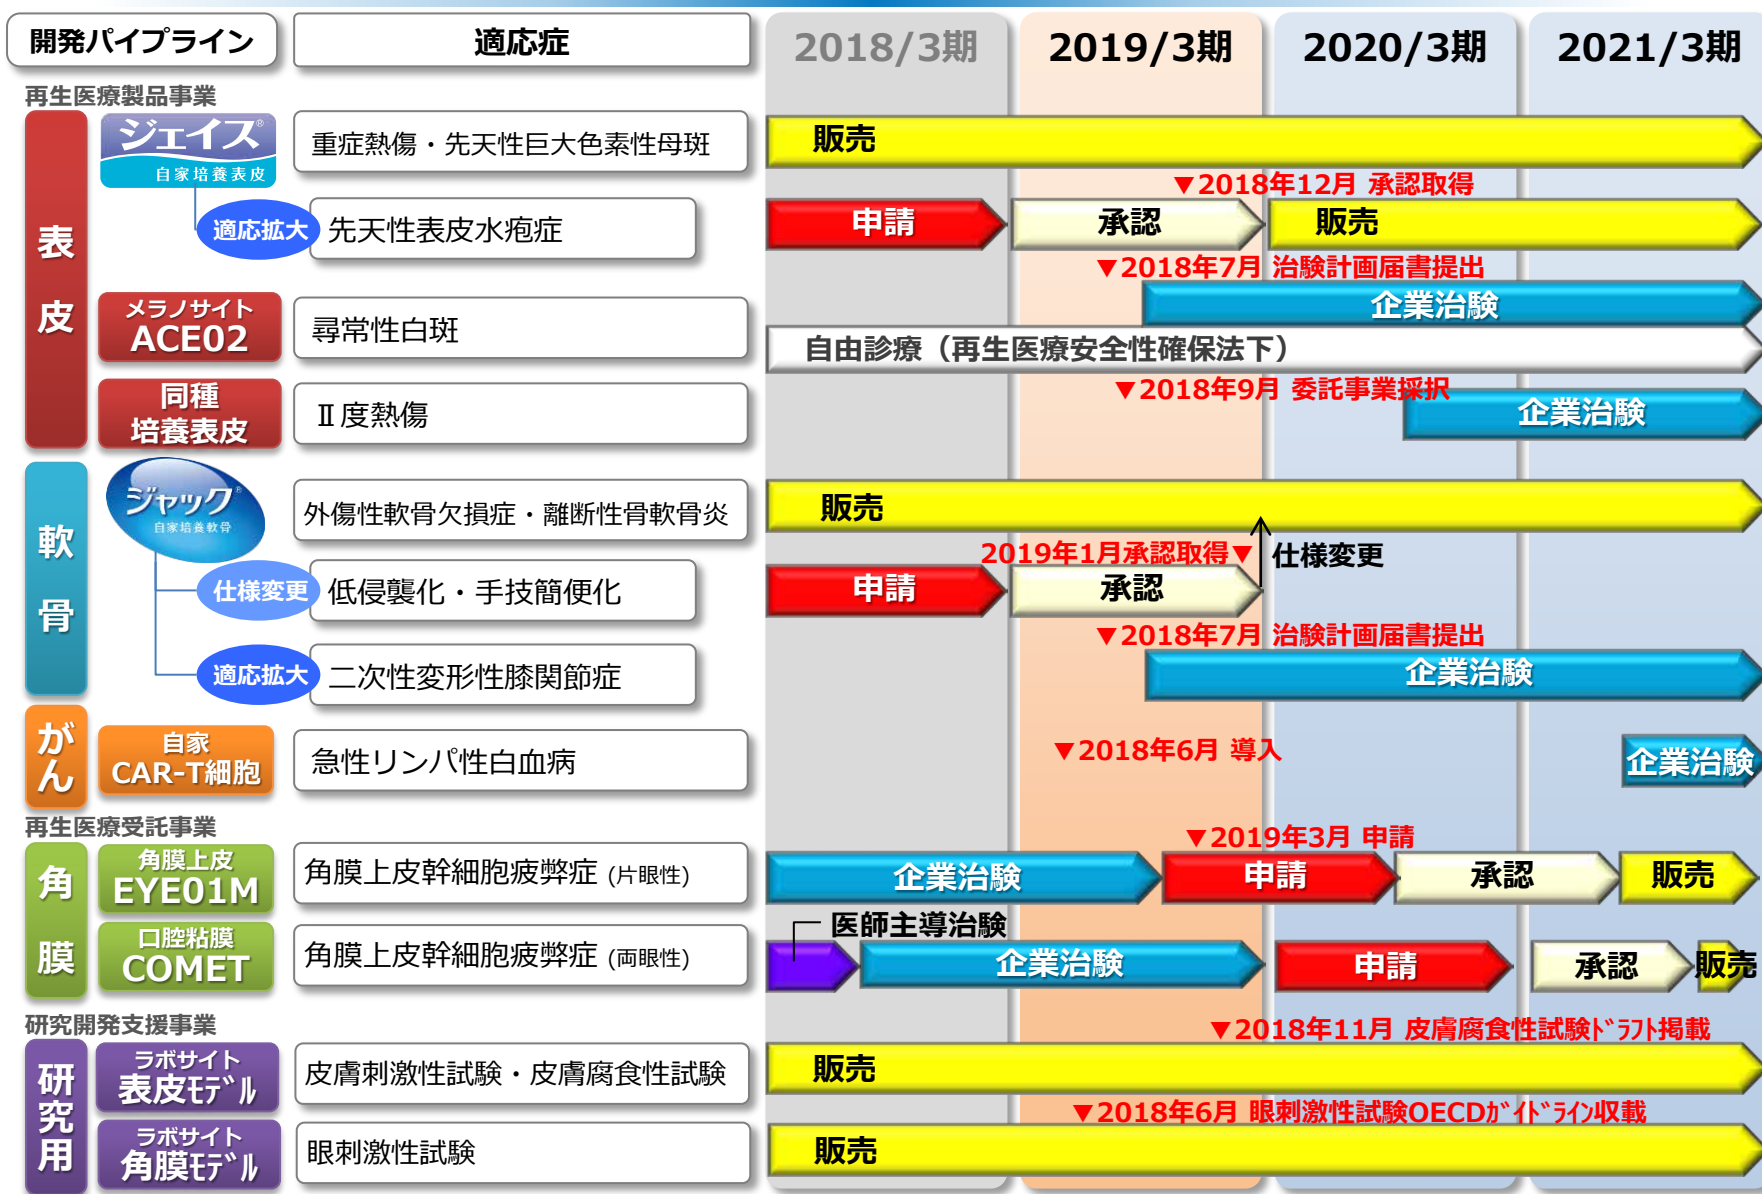 開発パイプライン
適応症
2018/3期
2019/3期
2020/3期
2021/3期
再生医療製品事業
表皮
ジェイス®
自家培養表皮
重症熱傷・先天性巨大色素性母斑
販売
▼2018年12月 承認取得
適応拡大
先天性表皮水疱症
申請
承認
販売
▼2018年7月 治験計画届書提出
メラノサイト
ACE02
尋常性白斑
企業治験
自由診療（再生医療安全性確保法下）
▼2018年9月 委託事業採択
同種
培養表皮
Ⅱ度熱傷
企業治験
軟骨
ジャック®
自家培養軟骨
外傷性軟骨欠損症・離断性骨軟骨炎
販売
2019年1月承認取得▼
仕様変更
仕様変更
低侵襲化・手技簡便化
申請
承認
▼2018年7月 治験計画届書提出
適応拡大
二次性変形性膝関節症
企業治験
がん
自家
CAR-T細胞
急性リンパ性白血病
▼2018年6月 導入
企業治験
再生医療受託事業
▼2019年3月 申請
角膜
角膜上皮
EYE01M
角膜上皮幹細胞疲弊症 (片眼性)
企業治験
申請
承認
販売
医師主導治験
口腔粘膜
COMET
角膜上皮幹細胞疲弊症 (両眼性)
企業治験
申請
承認
販売
研究開発支援事業
▼2018年11月 皮膚腐食性試験ﾄﾞﾗﾌﾄ掲載
研究用
ラボサイト
表皮ﾓﾃﾞﾙ
皮膚刺激性試験・皮膚腐食性試験
販売
▼2018年6月 眼刺激性試験OECDｶﾞｲﾄﾞﾗｲﾝ収載
ラボサイト
角膜ﾓﾃﾞﾙ
眼刺激性試験
販売